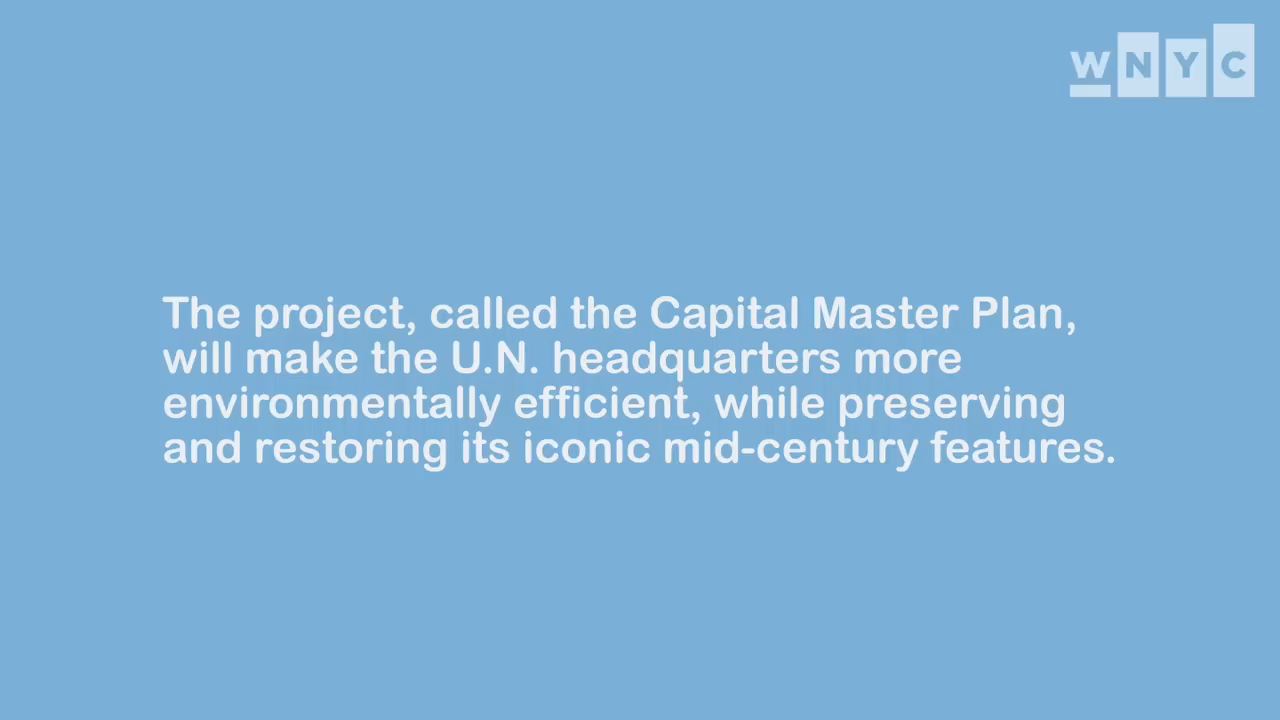 WNYC
The project, called the Capital Master Plan,
will make the U.N. headquarters more
environmentally efficient, while preserving
and restoring its iconic mid-century features.